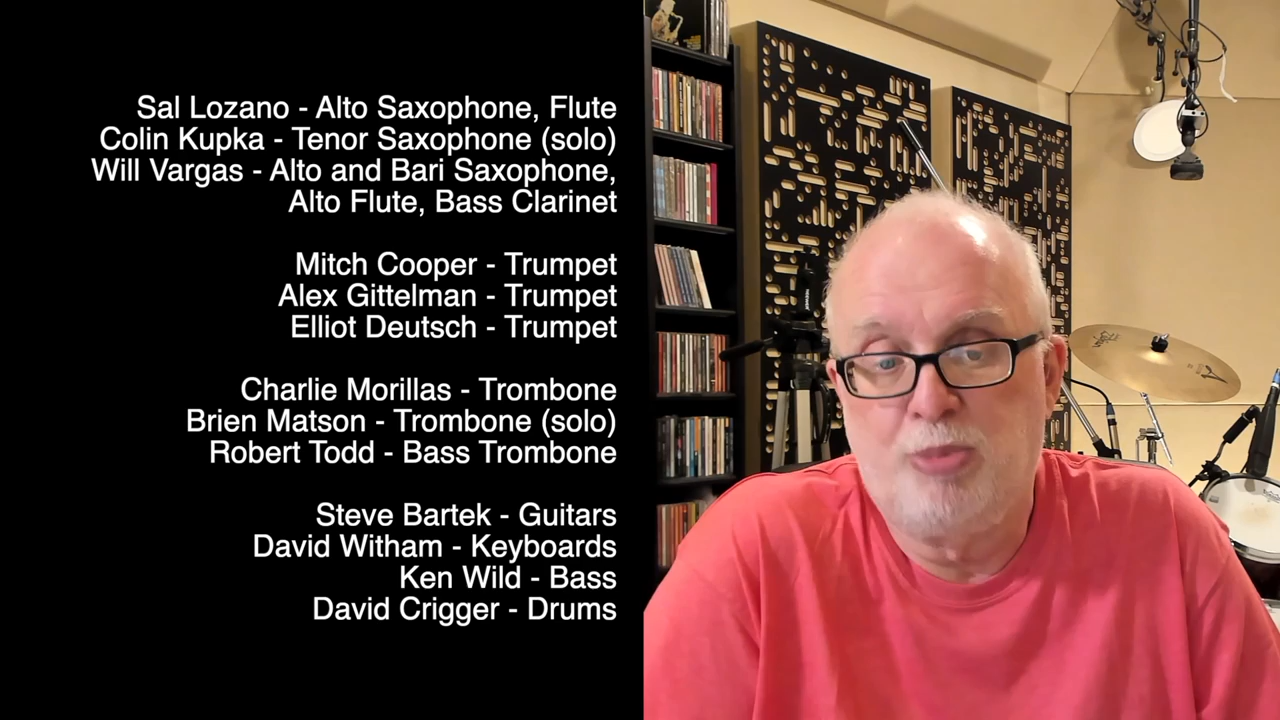 Sal Lozano - Alto Saxophone, Flute
Colin Kupka - Tenor Saxophone (solo)
Will Vargas - Alto and Bari Saxophone,
Alto Flute, Bass Clarinet
Mitch Cooper - Trumpet
Alex Gittelman - Trumpet
Elliot Deutsch - Trumpet
Charlie Morillas - Trombone
Brien Matson - Trombone (solo)
Robert Todd - Bass Trombone
Steve Bartek - Guitars
David Witham - Keyboards
Ken Wild - Bass
David Crigger - Drums